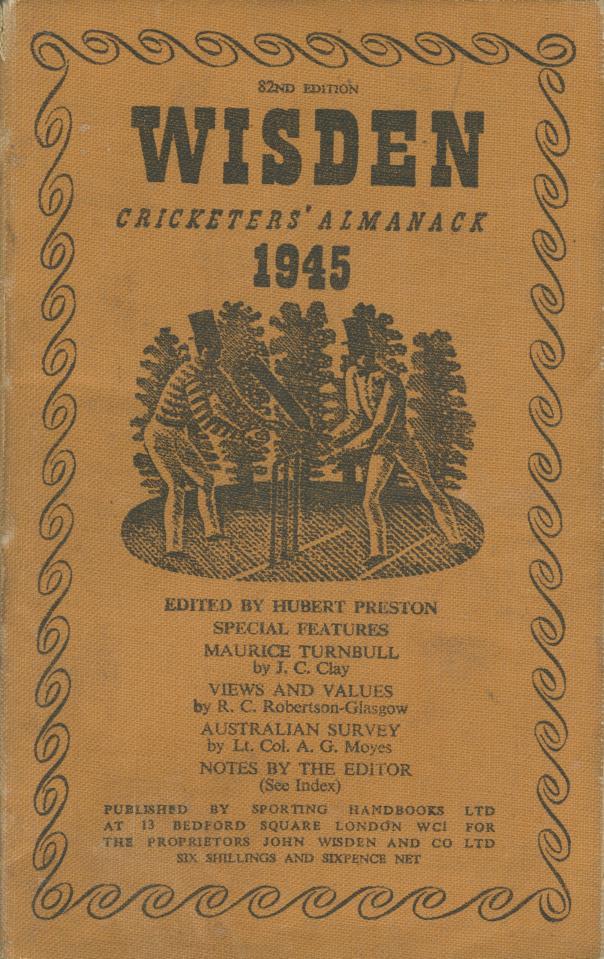 82ND EDITION
WISDEN
CRICKETERS' ALMANACK
1945
EDITED BY HUBERT PRESTON
SPECIAL FEATURES
MAURICE TURNBULL
by J. C. Clay
VIEWS AND VALUES
by R. C. Robertson-Glasgow
AUSTRALIAN SURVEY
by Lt. Col. A. G. Moyes
NOTES BY THE EDITOR
(See Index)
PUBLISHED BY SPORTING HANDBOOKS LTD
AT 13 BEDFORD SQUARE LONDON WC1 FOR
THE PROPRIETORS JOHN WISDEN AND CO LTD
SIX SHILLINGS AND SIXPENCE NET